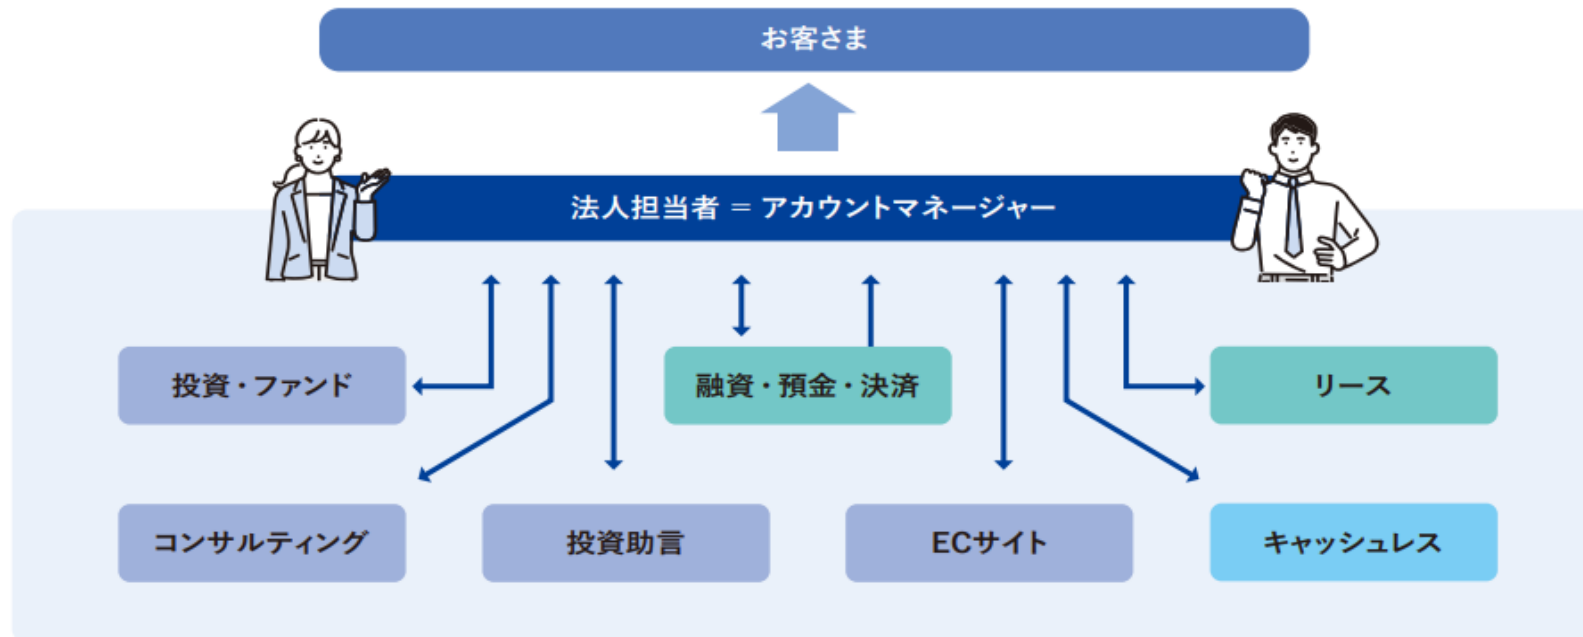 お客さま
法人担当者 = アカウントマネージャー
投資・ファンド
融資・預金・決済
リース
コンサルティング
投資助言
ECサイト
キャッシュレス